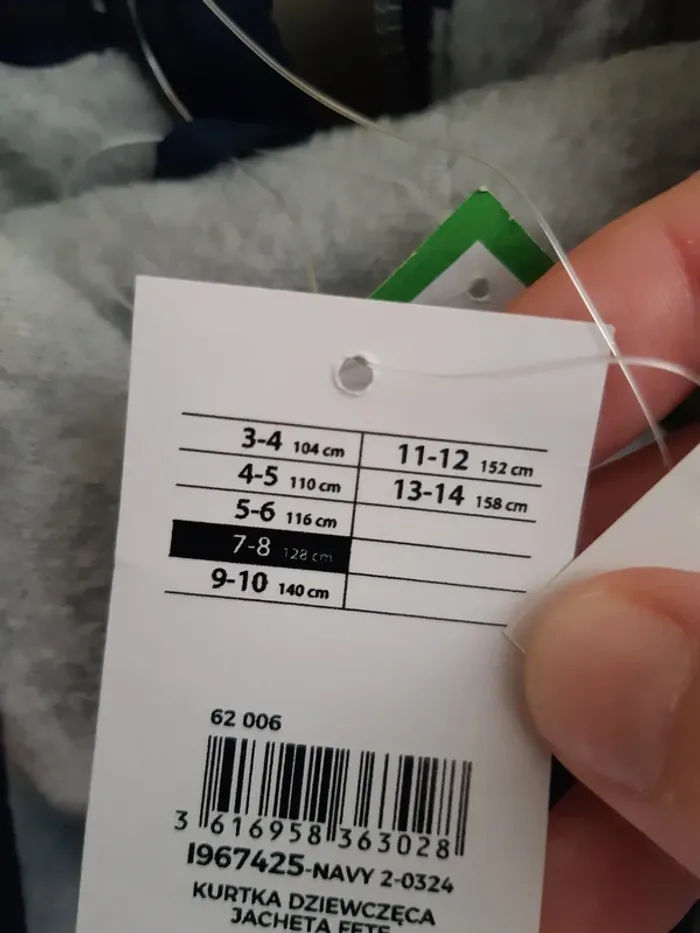 3-4 104 cm
4-5 110 cm
5-6 116 cm
7-8 128 cm
9-10 140 cm
11-12 152 cm
13-14 158 cm
62 006
3 616958 363028
I967425-NAVY 2-0324
KURTKA DZIEWCZĘCA
JACHETA FETE